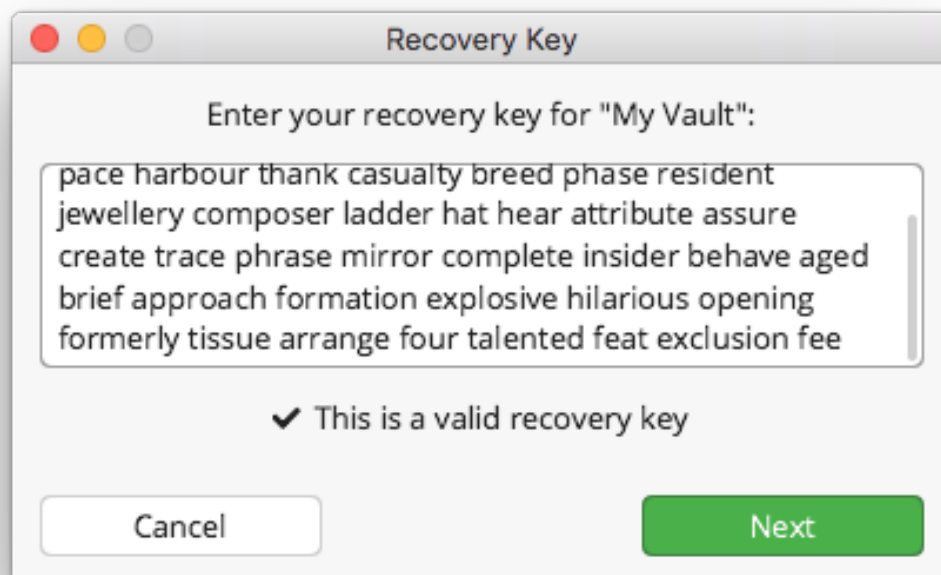 Recovery Key
Enter your recovery key for "My Vault":
pace harbour thank casualty breed phase resident
jewellery composer ladder hat hear attribute assure
create trace phrase mirror complete insider behave aged
brief approach formation explosive hilarious opening
formerly tissue arrange four talented feat exclusion fee
✔ This is a valid recovery key
Cancel
Next